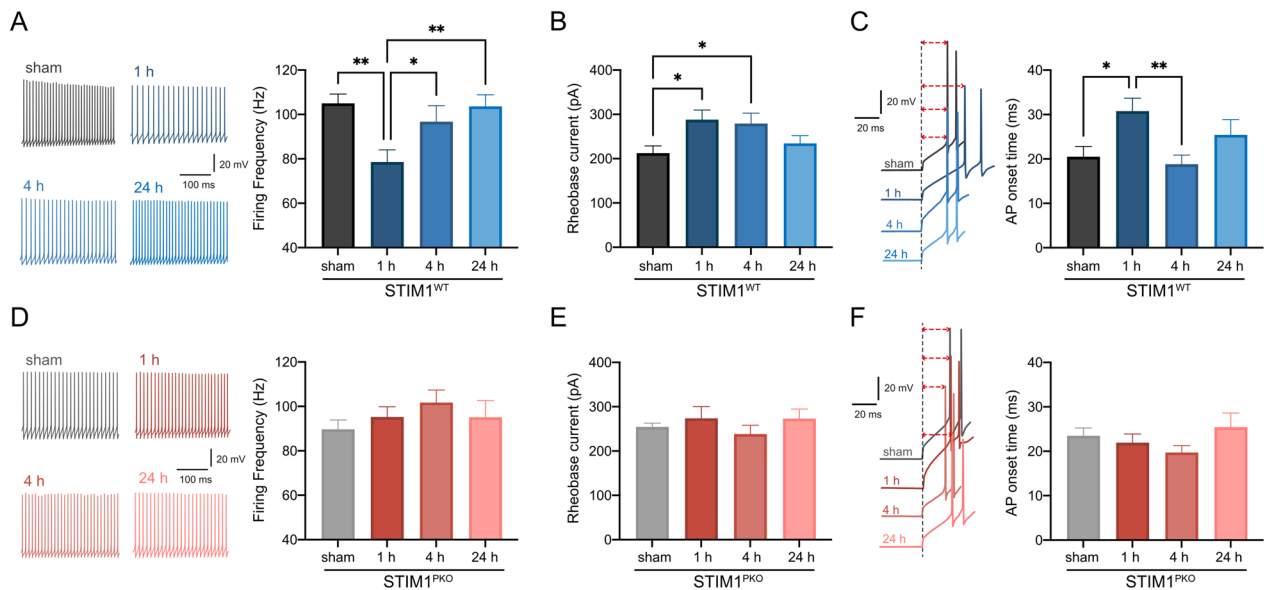 A
sham
1 h
4 h
24 h
20 mV
100 ms
Firing Frequency (Hz)
120
100
80
60
40
**
**
*
sham
1 h
4 h
24 h
STIM1WT
B
Rheobase current (pA)
400
300
200
100
0
*
*
sham
1 h
4 h
24 h
STIM1WT
C
20 mV
20 ms
sham
1 h
4 h
24 h
AP onset time (ms)
40
30
20
10
0
*
**
sham
1 h
4 h
24 h
STIM1WT
D
sham
1 h
4 h
24 h
20 mV
100 ms
Firing Frequency (Hz)
120
100
80
60
40
sham
1 h
4 h
24 h
STIM1PKO
E
Rheobase current (pA)
400
300
200
100
0
sham
1 h
4 h
24 h
STIM1PKO
F
20 mV
20 ms
sham
1 h
4 h
24 h
AP onset time (ms)
40
30
20
10
0
sham
1 h
4 h
24 h
STIM1PKO